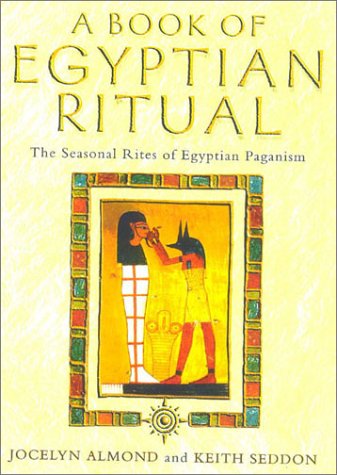 A BOOK OF
EGYPTIAN
RITUAL
The Seasonal Rites of Egyptian Paganism
JOCELYN ALMOND and KEITH SEDDON